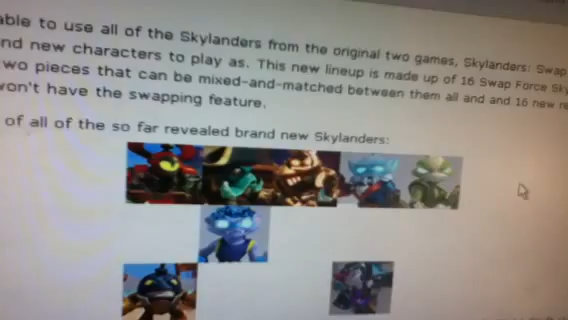 able to use all of the Skylanders from the original two games, Skylanders: Swap
nd new characters to play as. This new lineup is made up of 16 Swap Force Sky
wo pieces that can be mixed-and-matched between them all and and 16 new re
won't have the swapping feature.
of all of the so far revealed brand new Skylanders: